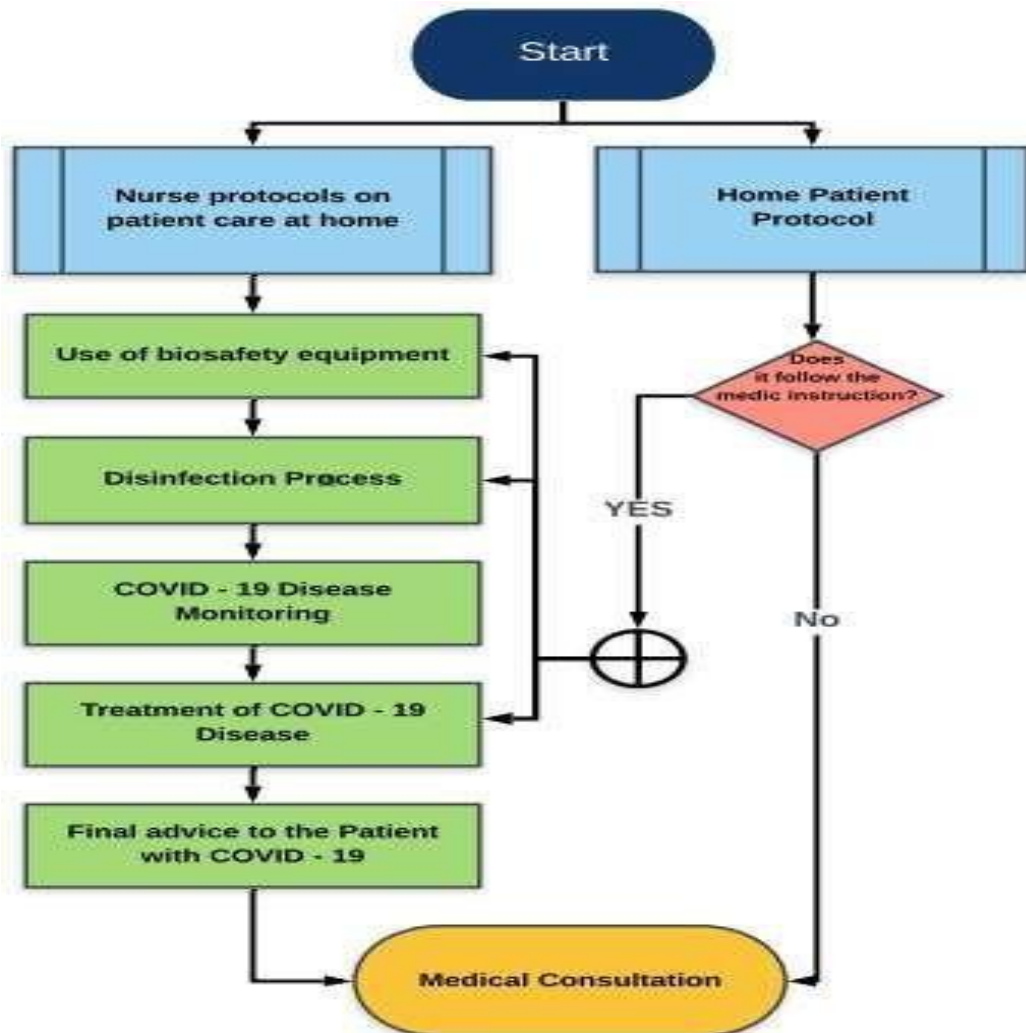 Start
Nurse protocols on
patient care at home
Home Patient
Protocol
Use of biosafety equipment
Does
it follow the
medic instruction?
Disinfection Process
YES
COVID - 19 Disease
Monitoring
No
Treatment of COVID - 19
Disease
Final advice to the Patient
with COVID - 19
Medical Consultation